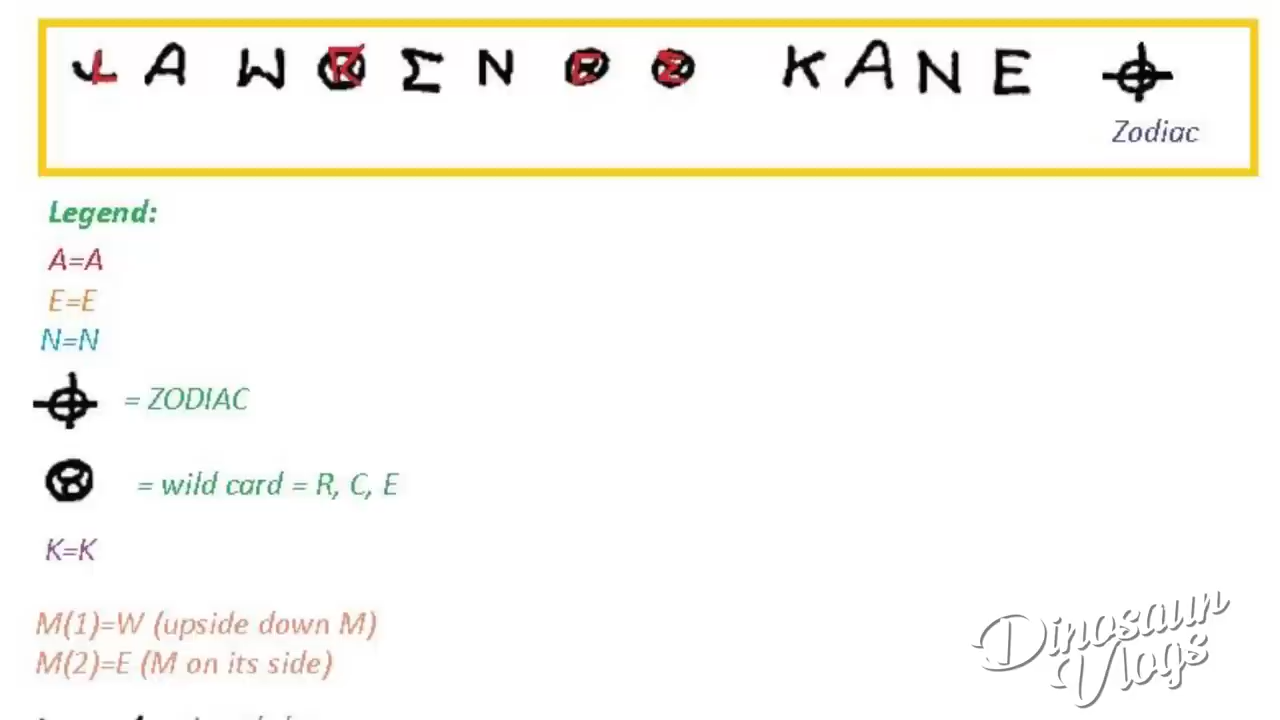 L A W R Σ N C E K A N E
Zodiac
Legend:
A=A
E=E
N=N
= ZODIAC
= wild card = R, C, E
K=K
M(1)=W (upside down M)
M(2)=E (M on its side)
Dinosaur
Vlogs